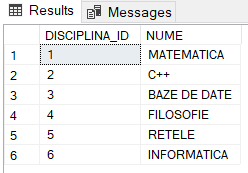 Results Messages
DISCIPLINA_ID NUME
1 1 MATEMATICA
2 2 C++
3 3 BAZE DE DATE
4 4 FILOSOFIE
5 5 RETELE
6 6 INFORMATICA